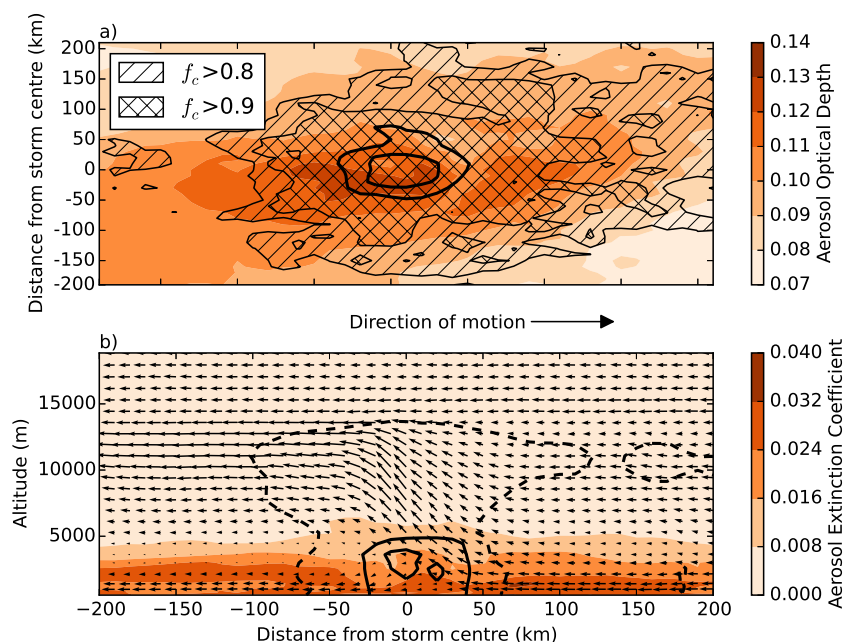 a)
f_c>0.8
f_c>0.9
Distance from storm centre (km)
210
150
100
50
0
-50
-100
-150
-200
0.14
0.13
0.12
0.11
0.10
0.09
0.08
0.07
Aerosol Optical Depth
Direction of motion
b)
Altitude (m)
15000
10000
5000
−200 −150 −100 −50 0 50 100 150 200
Distance from storm centre (km)
0.040
0.032
0.024
0.016
0.008
0.000
Aerosol Extinction Coefficient